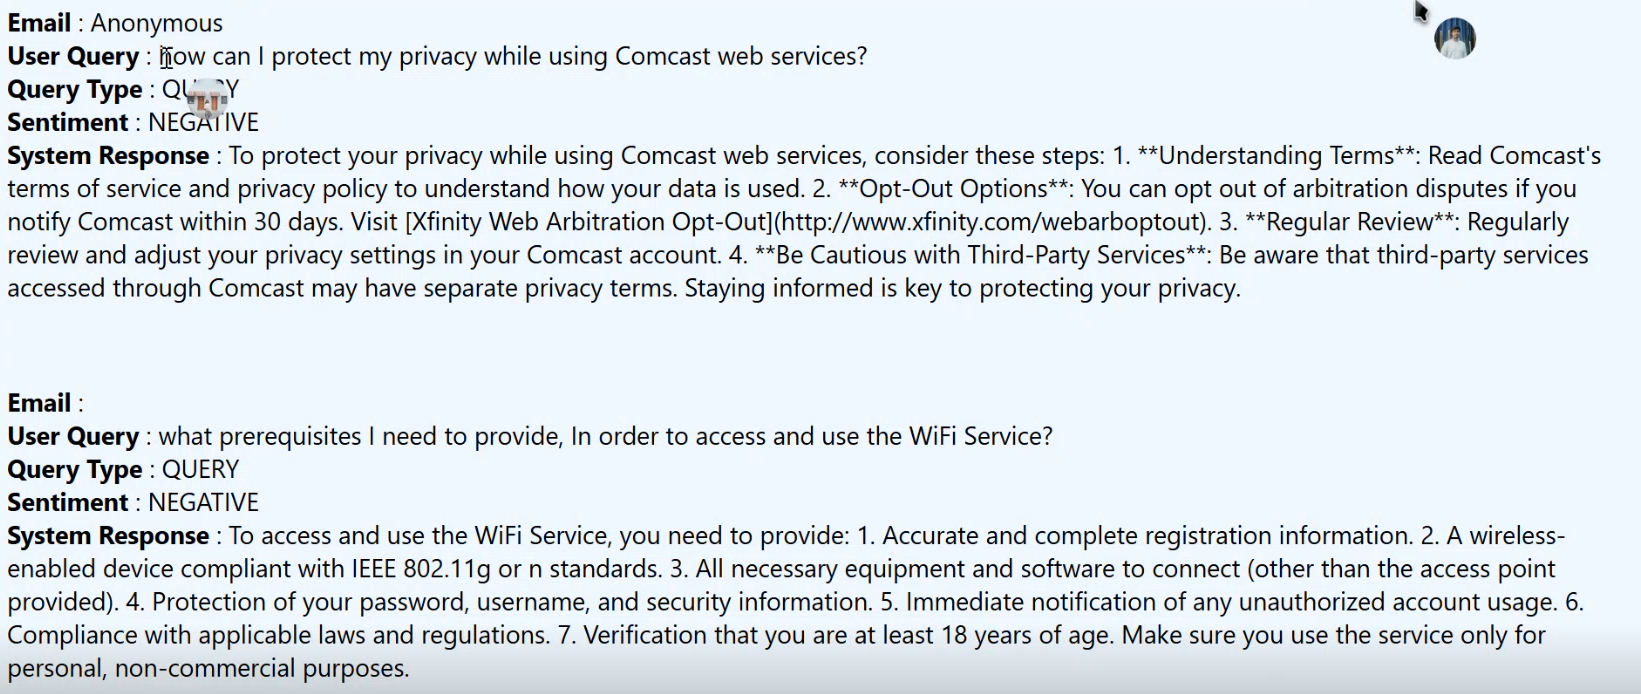 Email : Anonymous
User Query : how can I protect my privacy while using Comcast web services?
Query Type :
Sentiment : NEGATIVE
System Response : To protect your privacy while using Comcast web services, consider these steps: 1. **Understanding Terms**: Read Comcast's
terms of service and privacy policy to understand how your data is used. 2. **Opt-Out Options**: You can opt out of arbitration disputes if you
notify Comcast within 30 days. Visit [Xfinity Web Arbitration Opt-Out](http://www.xfinity.com/webarboptout). 3. **Regular Review**: Regularly
review and adjust your privacy settings in your Comcast account. 4. **Be Cautious with Third-Party Services**: Be aware that third-party services
accessed through Comcast may have separate privacy terms. Staying informed is key to protecting your privacy.
Email :
User Query : what prerequisites I need to provide, In order to access and use the WiFi Service?
Query Type : QUERY
Sentiment : NEGATIVE
System Response : To access and use the WiFi Service, you need to provide: 1. Accurate and complete registration information. 2. A wireless-
enabled device compliant with IEEE 802.11g or n standards. 3. All necessary equipment and software to connect (other than the access point
provided). 4. Protection of your password, username, and security information. 5. Immediate notification of any unauthorized account usage. 6.
Compliance with applicable laws and regulations. 7. Verification that you are at least 18 years of age. Make sure you use the service only for
personal, non-commercial purposes.